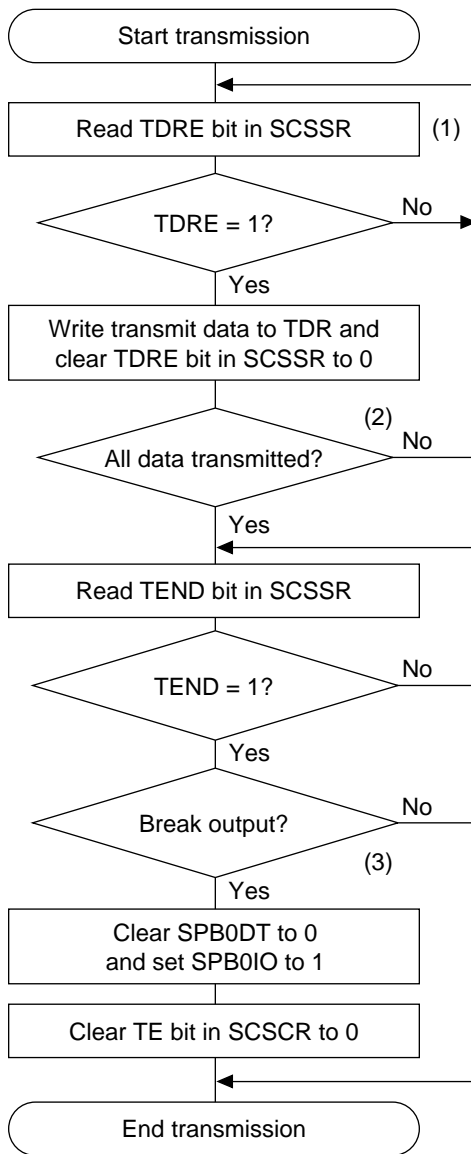 Start transmission
Read TDRE bit in SCSSR
(1)
TDRE = 1?
No
Yes
Write transmit data to TDR and
clear TDRE bit in SCSSR to 0
(2)
All data transmitted?
No
Yes
Read TEND bit in SCSSR
TEND = 1?
No
Yes
Break output?
No
(3)
Yes
Clear SPB0DT to 0
and set SPB0IO to 1
Clear TE bit in SCSCR to 0
End transmission